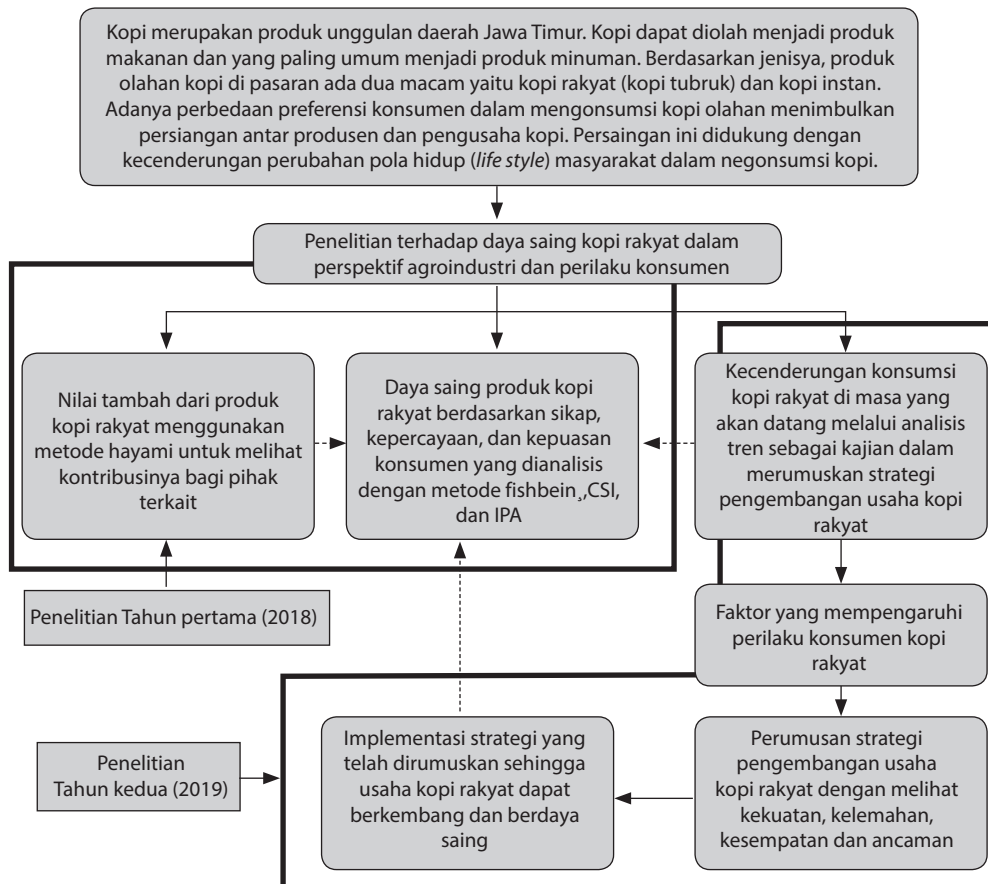 Kopi merupakan produk unggulan daerah Jawa Timur. Kopi dapat diolah menjadi produk
makanan dan yang paling umum menjadi produk minuman. Berdasarkan jenisya, produk
olahan kopi di pasaran ada dua macam yaitu kopi rakyat (kopi tubruk) dan kopi instan.
Adanya perbedaan preferensi konsumen dalam mengonsumsi kopi olahan menimbulkan
persiangan antar produsen dan pengusaha kopi. Persaingan ini didukung dengan
kecenderungan perubahan pola hidup (life style) masyarakat dalam negonsumsi kopi.
Penelitian terhadap daya saing kopi rakyat dalam
perspektif agroindustri dan perilaku konsumen
Nilai tambah dari produk
kopi rakyat menggunakan
metode hayami untuk melihat
kontribusinya bagi pihak
terkait
Daya saing produk kopi
rakyat berdasarkan sikap,
kepercayaan, dan kepuasan
konsumen yang dianalisis
dengan metode fishbein¸,CSI,
dan IPA
Kecenderungan konsumsi
kopi rakyat di masa yang
akan datang melalui analisis
tren sebagai kajian dalam
merumuskan strategi
pengembangan usaha kopi
rakyat
Penelitian Tahun pertama (2018)
Faktor yang mempengaruhi
perilaku konsumen kopi
rakyat
Penelitian
Tahun kedua (2019)
Implementasi strategi yang
telah dirumuskan sehingga
usaha kopi rakyat dapat
berkembang dan berdaya
saing
Perumusan strategi
pengembangan usaha
kopi rakyat dengan melihat
kekuatan, kelemahan,
kesempatan dan ancaman